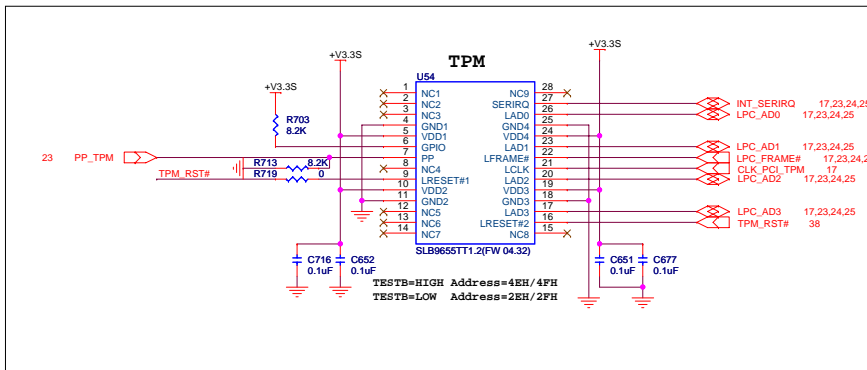 TPM
+V3.3S
+V3.3S
U54
+V3.3S
R703
8.2K
1 NC1 NC9 28
2 NC2 SERIRQ 27 INT_SERIRQ 17,23,24,25
3 NC3 LAD0 26 LPC_AD0 17,23,24,25
4 GND1 GND4 25
5 VDD1 VDD4 24
6 GPIO LAD1 23 LPC_AD1 17,23,24,25
23 PP_TPM 7 PP LFRAME# 22 LPC_FRAME# 17,23,24,2
R713 8.2K 8 NC4 LCLK 21 CLK_PCI_TPM 17
TPM_RST# R719 0 9 LRESET#1 LAD2 20 LPC_AD2 17,23,24,25
10 VDD2 VDD3 19
11 GND2 GND3 18
12 NC5 LAD3 17 LPC_AD3 17,23,24,25
13 NC6 LRESET#2 16 TPM_RST# 38
14 NC7 NC8 15
SLB9655TT1.2(FW 04.32)
C716 C652 C651 C677
0.1uF 0.1uF 0.1uF 0.1uF
TESTB=HIGH Address=4EH/4FH
TESTB=LOW Address=2EH/2FH